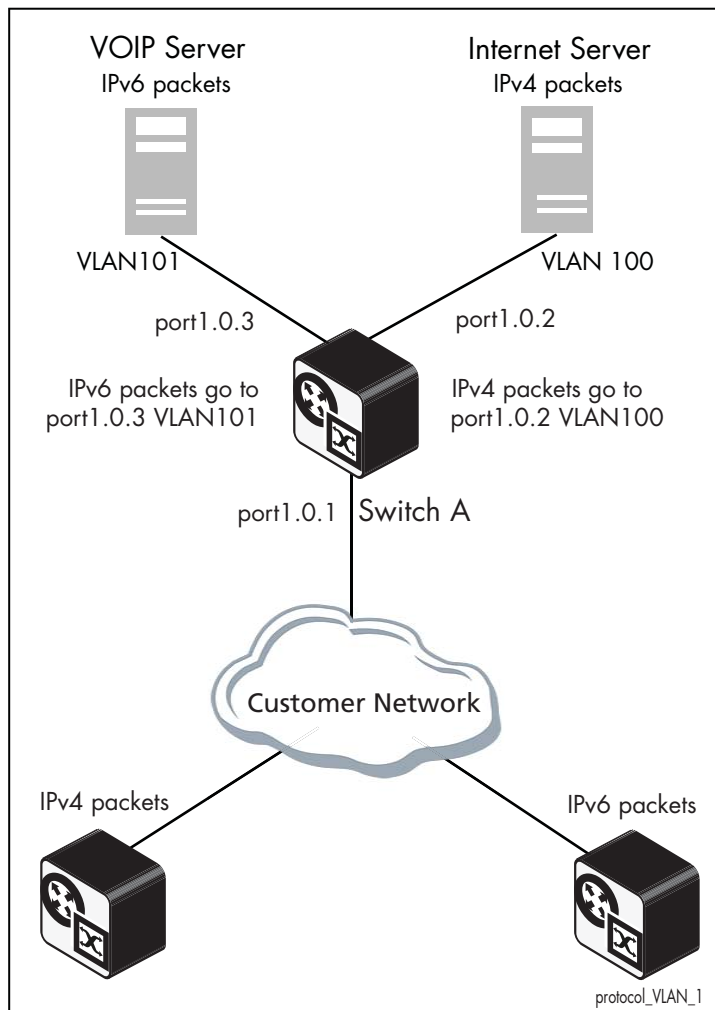 VOIP Server
IPv6 packets
Internet Server
IPv4 packets
VLAN101
VLAN 100
port1.0.3
port1.0.2
IPv6 packets go to
port1.0.3 VLAN101
IPv4 packets go to
port1.0.2 VLAN100
port1.0.1
Switch A
Customer Network
IPv4 packets
IPv6 packets
protocol_VLAN_1